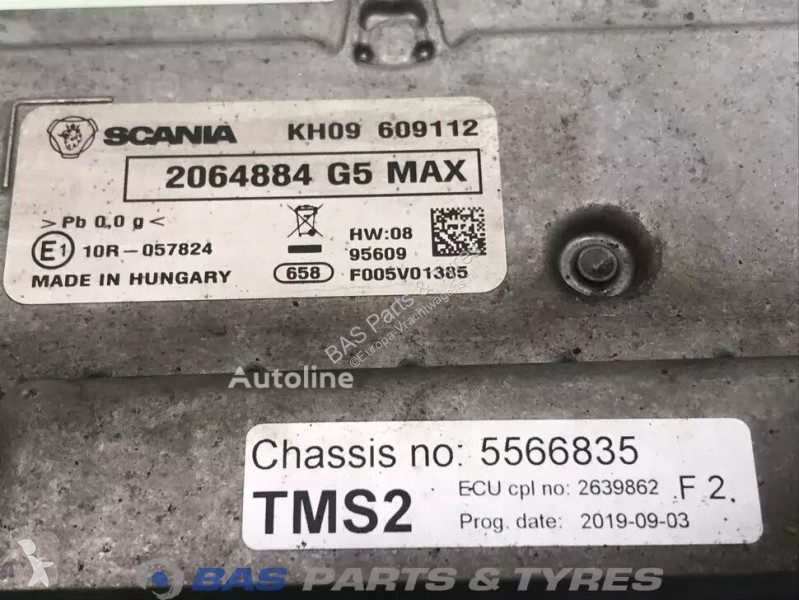 SCANIA KH09 609112
2064884 G5 MAX
>Pb 0,0 g<
E1 10R-057824
MADE IN HUNGARY
HW:08
95609
658 F005V01385
BAS Parts &
©Europa-Vrachtwagens
Autoline
Chassis no: 5566835
TMS2
ECU cpl no: 2639862 F 2.
Prog. date: 2019-09-03
BAS PARTS & TYRES